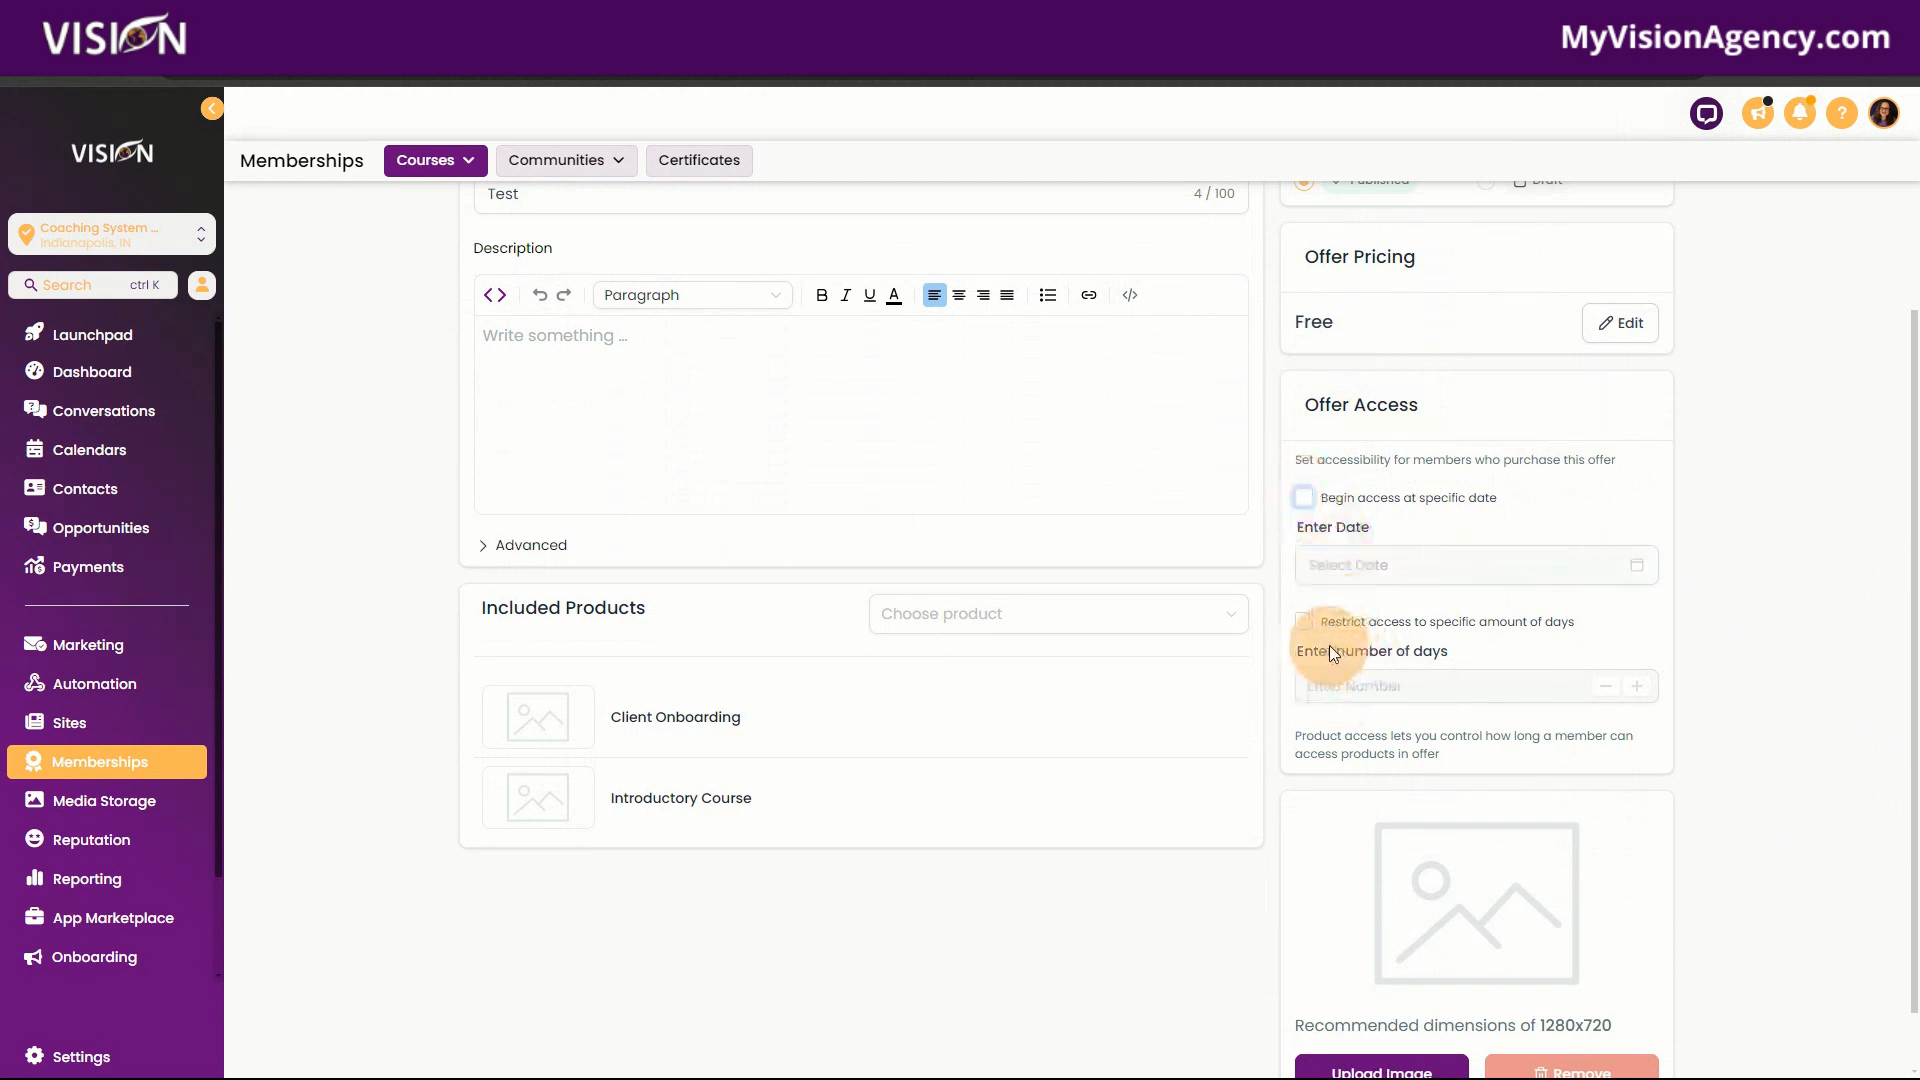 VISION
MyVisionAgency.com
VISION
Coaching System ...
Indianapolis, IN
Search ctrl K
Launchpad
Dashboard
Conversations
Calendars
Contacts
Opportunities
Payments
Marketing
Automation
Sites
Memberships
Media Storage
Reputation
Reporting
App Marketplace
Onboarding
Settings
Memberships Courses Communities Certificates
Test 4 / 100
Description
Paragraph B I U A
Write something ...
Advanced
Included Products Choose product
Client Onboarding
Introductory Course
Published Draft
Offer Pricing
Free Edit
Offer Access
Set accessibility for members who purchase this offer
Begin access at specific date
Enter Date
Select Date
Restrict access to specific amount of days
Enter number of days
Enter Number
Product access lets you control how long a member can
access products in offer
Recommended dimensions of 1280x720
Upload Image Remove